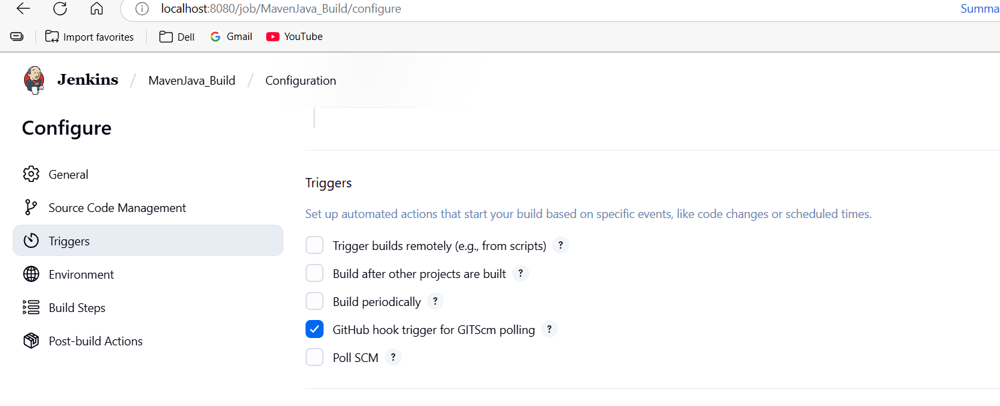 localhost:8080/job/MavenJava_Build/configure
Summa
Import favorites
Dell
Gmail
YouTube
Jenkins / MavenJava_Build / Configuration
Configure
General
Source Code Management
Triggers
Environment
Build Steps
Post-build Actions
Triggers
Set up automated actions that start your build based on specific events, like code changes or scheduled times.
Trigger builds remotely (e.g., from scripts) ?
Build after other projects are built ?
Build periodically ?
GitHub hook trigger for GITScm polling ?
Poll SCM ?